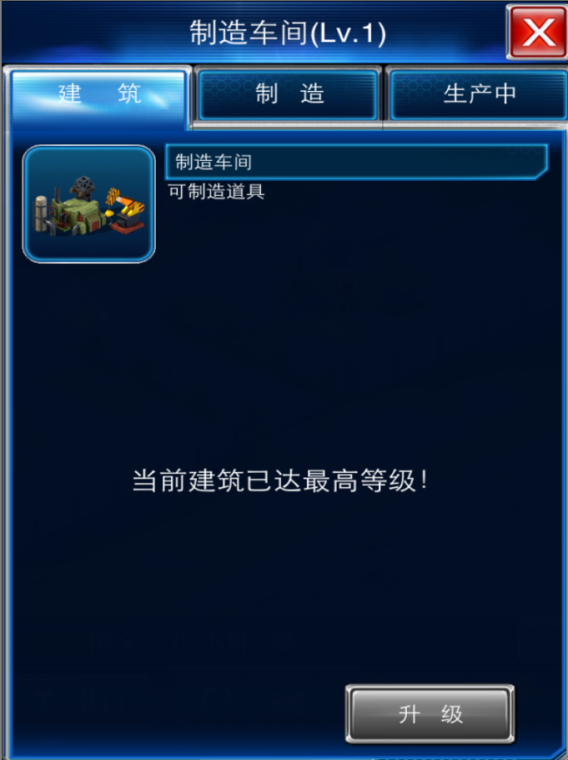 制造车间(Lv.1)
建 筑
制 造
生产中
制造车间
可制造道具
当前建筑已达最高等级！
升 级